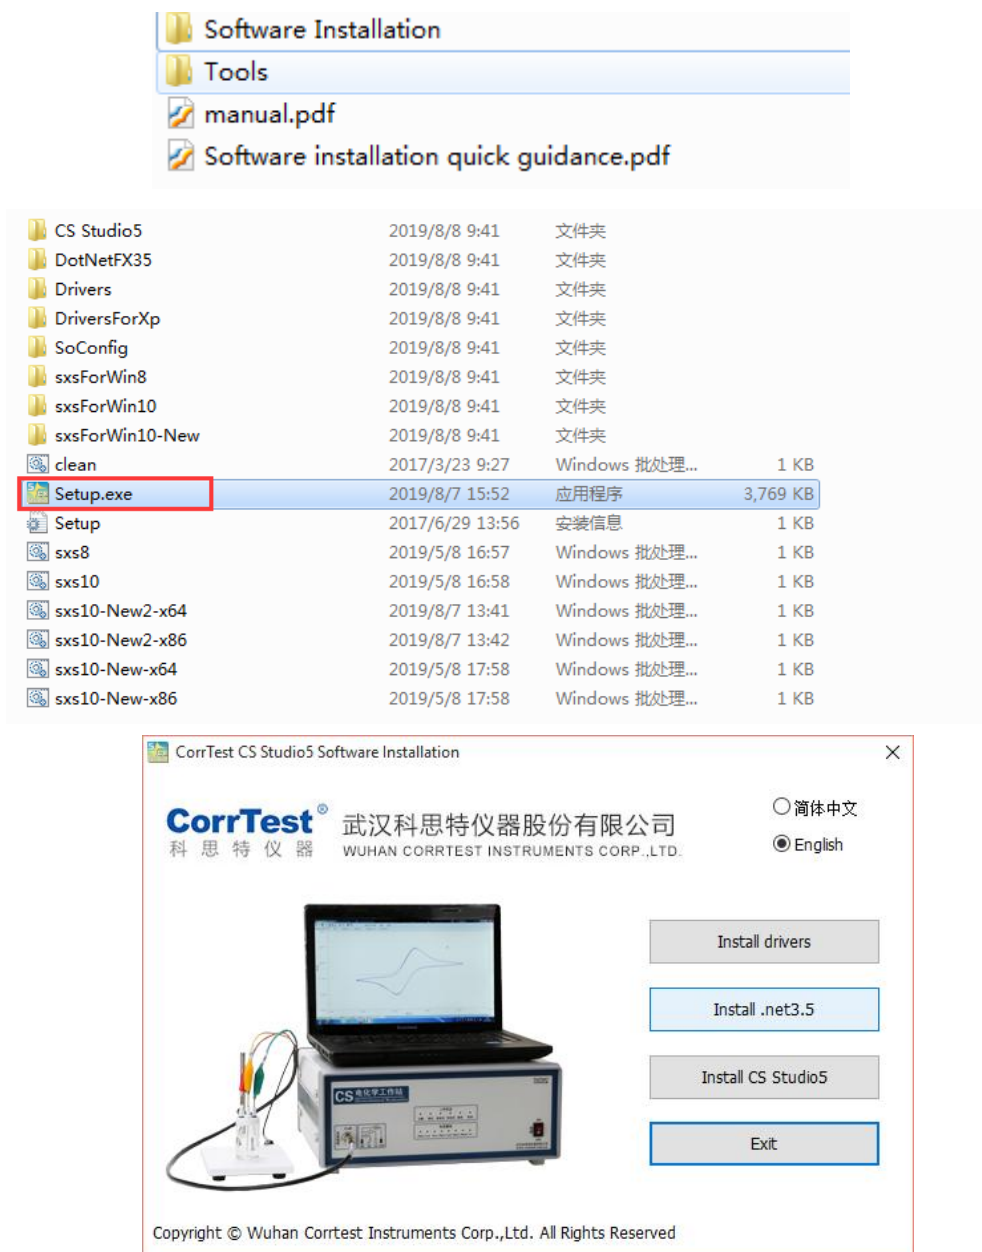 Software Installation
Tools
manual.pdf
Software installation quick guidance.pdf
CS Studio5 2019/8/8 9:41 文件夹
DotNetFX35 2019/8/8 9:41 文件夹
Drivers 2019/8/8 9:41 文件夹
DriversForXp 2019/8/8 9:41 文件夹
SoConfig 2019/8/8 9:41 文件夹
sxsForWin8 2019/8/8 9:41 文件夹
sxsForWin10 2019/8/8 9:41 文件夹
sxsForWin10-New 2019/8/8 9:41 文件夹
clean 2017/3/23 9:27 Windows 批处理... 1 KB
Setup.exe 2019/8/7 15:52 应用程序 3,769 KB
Setup 2017/6/29 13:56 安装信息 1 KB
sxs8 2019/5/8 16:57 Windows 批处理... 1 KB
sxs10 2019/5/8 16:58 Windows 批处理... 1 KB
sxs10-New2-x64 2019/8/7 13:41 Windows 批处理... 1 KB
sxs10-New2-x86 2019/8/7 13:42 Windows 批处理... 1 KB
sxs10-New-x64 2019/5/8 17:58 Windows 批处理... 1 KB
sxs10-New-x86 2019/5/8 17:58 Windows 批处理... 1 KB
CorrTest CS Studio5 Software Installation
CorrTest®
科思特仪器
武汉科思特仪器股份有限公司
WUHAN CORRTEST INSTRUMENTS CORP.,LTD.
简体中文
English
Install drivers
Install .net3.5
Install CS Studio5
Exit
CS电化学工作站
Copyright © Wuhan Corrtest Instruments Corp.,Ltd. All Rights Reserved